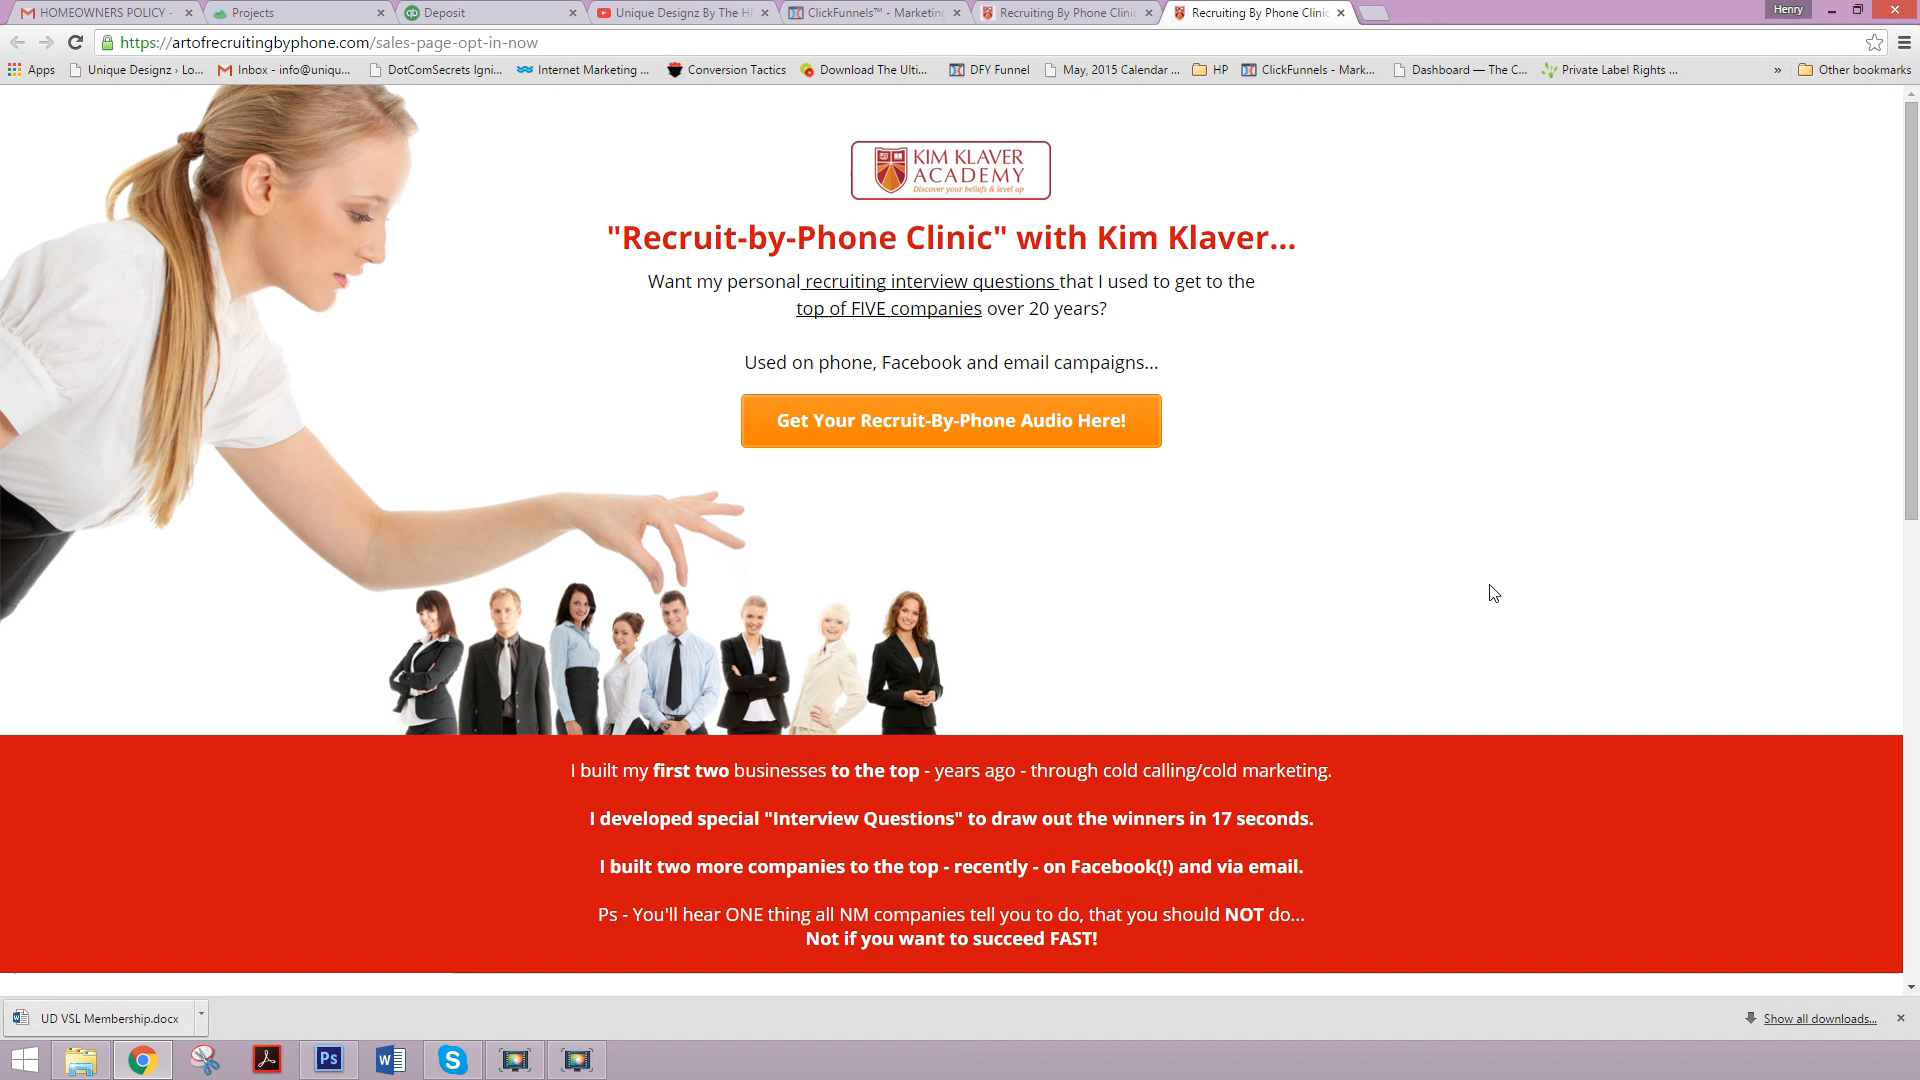 HOMEOWNERS POLICY -
Projects
Deposit
Unique Designz By The H
ClickFunnels™ - Marketing
Recruiting By Phone Clinic
Recruiting By Phone Clinic
Henry
https://artofrecruitingbyphone.com/sales-page-opt-in-now
Apps
Unique Designz › Lo...
Inbox - info@uniqu...
DotComSecrets Igni...
Internet Marketing ...
Conversion Tactics
Download The Ulti...
DFY Funnel
May, 2015 Calendar ...
HP
ClickFunnels - Mark...
Dashboard — The C...
Private Label Rights ...
»
Other bookmarks
KIM KLAVER
ACADEMY
Discover your beliefs & level up
"Recruit-by-Phone Clinic" with Kim Klaver...
Want my personal recruiting interview questions that I used to get to the
top of FIVE companies over 20 years?
Used on phone, Facebook and email campaigns...
Get Your Recruit-By-Phone Audio Here!
I built my first two businesses to the top - years ago - through cold calling/cold marketing.
I developed special "Interview Questions" to draw out the winners in 17 seconds.
I built two more companies to the top - recently - on Facebook(!) and via email.
Ps - You'll hear ONE thing all NM companies tell you to do, that you should NOT do...
Not if you want to succeed FAST!
UD VSL Membership.docx
Show all downloads...
Ps